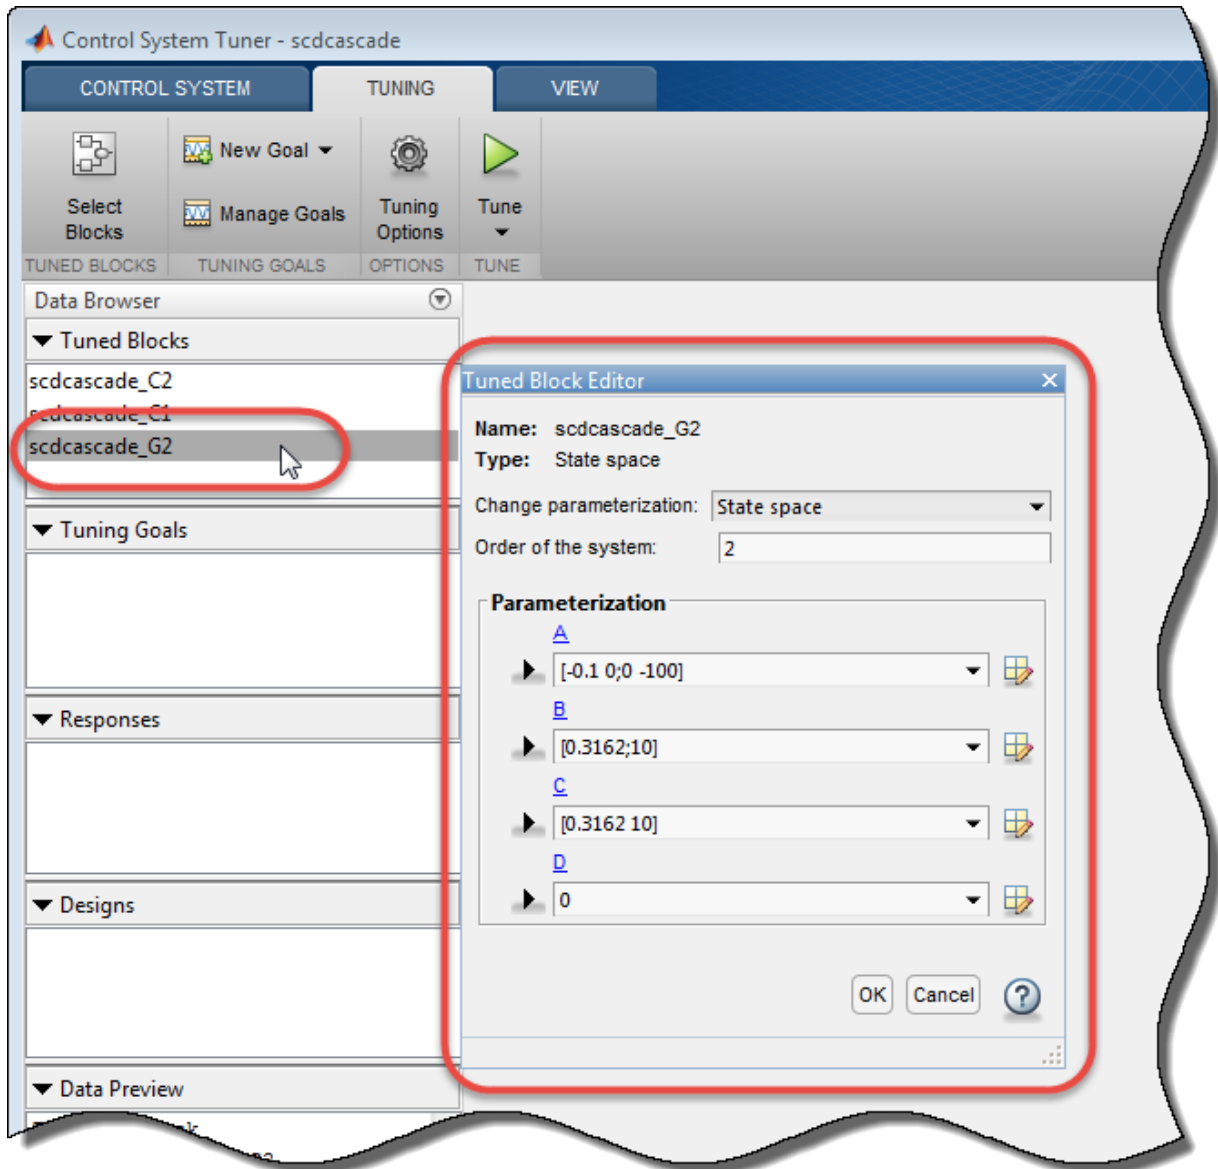 Control System Tuner - scdcascade
CONTROL SYSTEM
TUNING
VIEW
Select
Blocks
New Goal
Manage Goals
Tuning
Options
Tune
TUNED BLOCKS
TUNING GOALS
OPTIONS
TUNE
Data Browser
Tuned Blocks
scdcascade_C2
scdcascade_C1
scdcascade_G2
Tuning Goals
Responses
Designs
Data Preview
Tuned Block Editor
Name: scdcascade_G2
Type: State space
Change parameterization: State space
Order of the system: 2
Parameterization
A
[-0.1 0;0 -100]
B
[0.3162;10]
C
[0.3162 10]
D
0
OK
Cancel
?